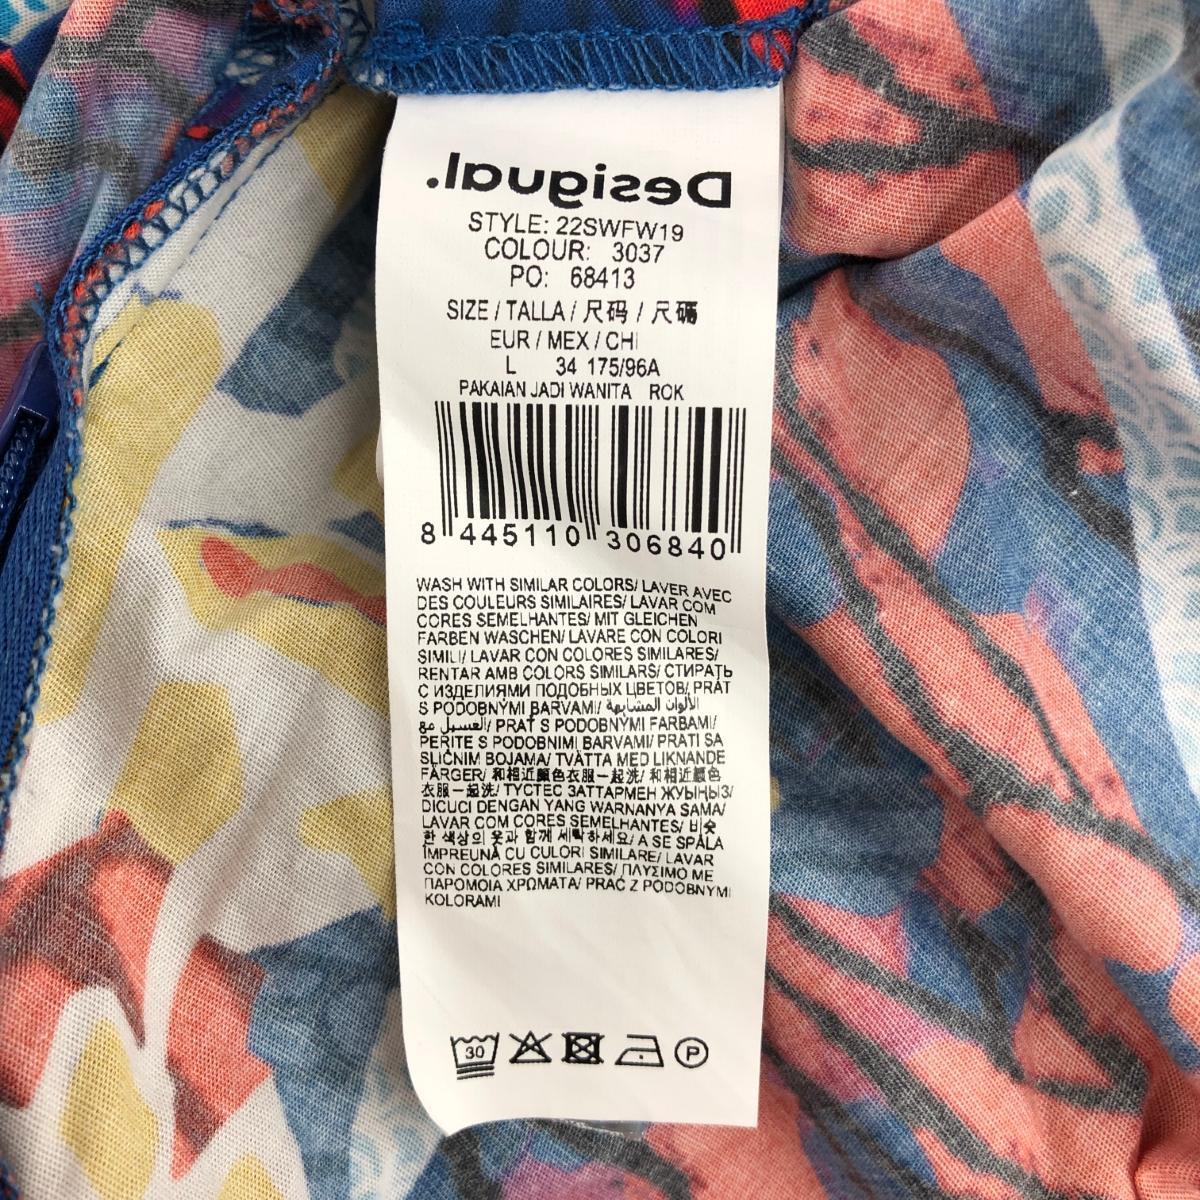 Desigual.
STYLE: 22SWFW19
COLOUR: 3037
PO: 68413
SIZE / TALLA / 尺码 / 尺碼
EUR / MEX / CHI
L 34 175/96A
PAKAIAN JADI WANITA ROK
8 445110 306840
WASH WITH SIMILAR COLORS/ LAVER AVEC
DES COULEURS SIMILAIRES/ LAVAR COM
CORES SEMELHANTES/ MIT GLEICHEN
FARBEN WASCHEN/ LAVARE CON COLORI
SIMILI/ LAVAR CON COLORES SIMILARES/
RENTAR AMB COLORS SIMILARS/ СТИРАТЬ
С ИЗДЕЛИЯМИ ПОДОБНЫХ ЦВЕТОВ/ PRÁT
S PODOBNÝMI BARVAMI/ الألوان المشابهة
العسيل مع/ PRAŤ S PODOBNÝMI FARBAMI/
PERITE S PODOBNIMI BARVAMI/ PRATI SA
SLIČNIM BOJAMA/ TVÄTTA MED LIKNANDE
FÄRGER/ 和相近颜色衣服一起洗/ 和相近顏色
衣服一起洗/ ТҮСТЕС ЗАТТАРМЕН ЖУЫҢЫЗ/
DICUCI DENGAN YANG WARNANYA SAMA/
LAVAR COM CORES SEMELHANTES/ 비슷
한 색상의 옷과 함께 세탁하세요/ A SE SPĂLA
ÎMPREUNĂ CU CULORI SIMILARE/ LAVAR
CON COLORES SIMILARES/ ΠΛΥΣΙΜΟ ΜΕ
ΠΑΡΟΜΟΙΑ ΧΡΩΜΑΤΑ/ PRAĆ Z PODOBNYMI
KOLORAMI
30 P